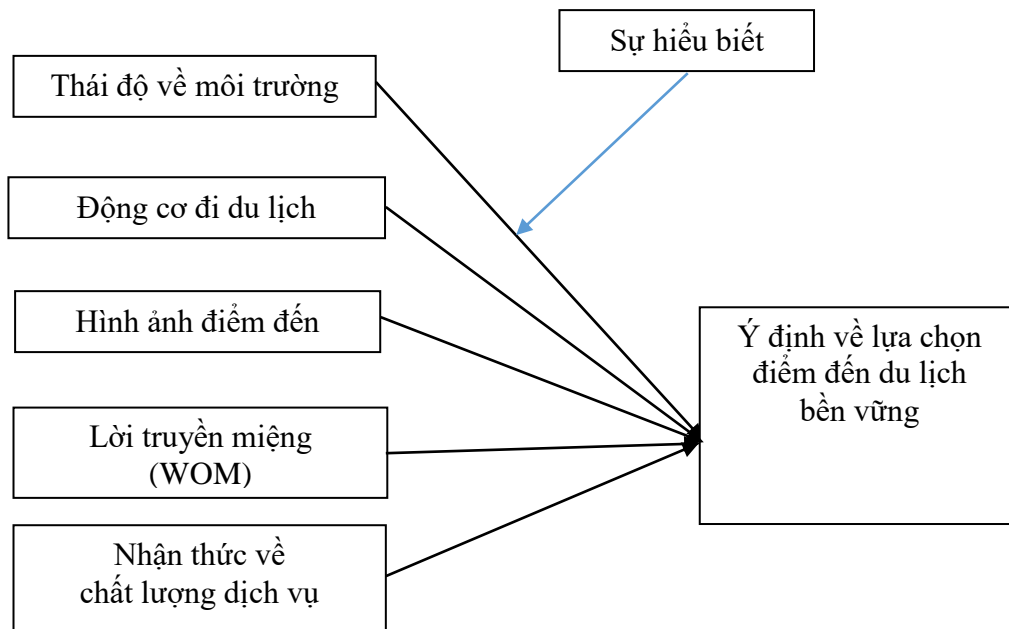 Sự hiểu biết
Thái độ về môi trường
Động cơ đi du lịch
Hình ảnh điểm đến
Ý định về lựa chọn
điểm đến du lịch
bền vững
Lời truyền miệng
(WOM)
Nhận thức về
chất lượng dịch vụ